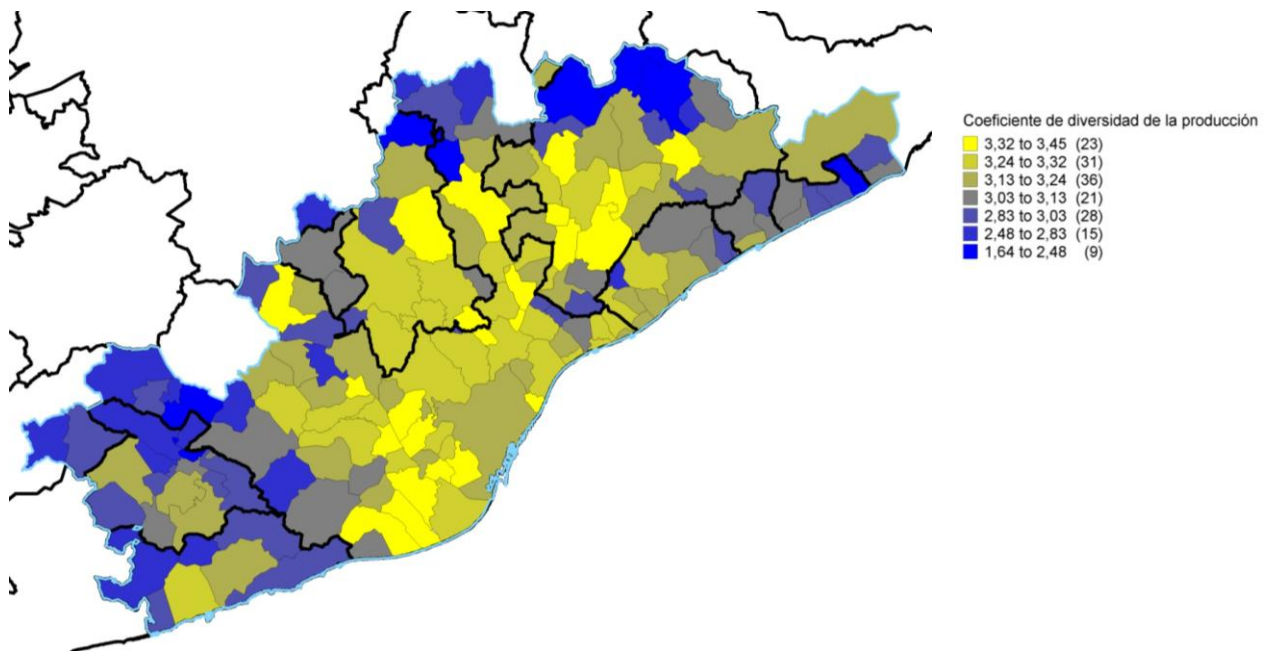 Coeficiente de diversidad de la producción
3,32 to 3,45 (23)
3,24 to 3,32 (31)
3,13 to 3,24 (36)
3,03 to 3,13 (21)
2,83 to 3,03 (28)
2,48 to 2,83 (15)
1,64 to 2,48 (9)